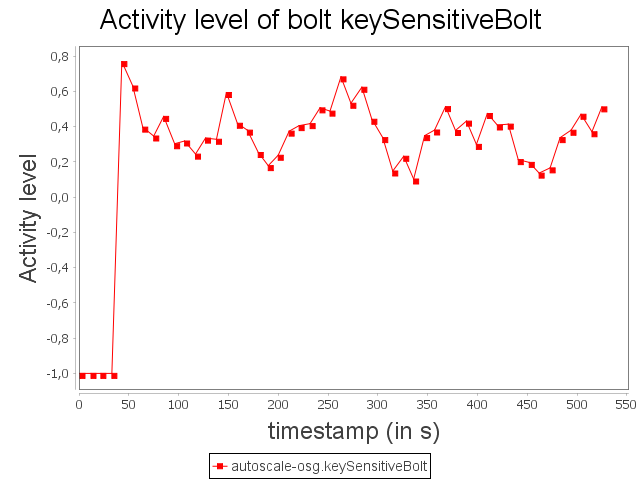 Activity level of bolt keySensitiveBolt
Activity level
0,8
0,6
0,4
0,2
0,0
-0,2
-0,4
-0,6
-0,8
-1,0
0 50 100 150 200 250 300 350 400 450 500 550
timestamp (in s)
autoscale-osg.keySensitiveBolt